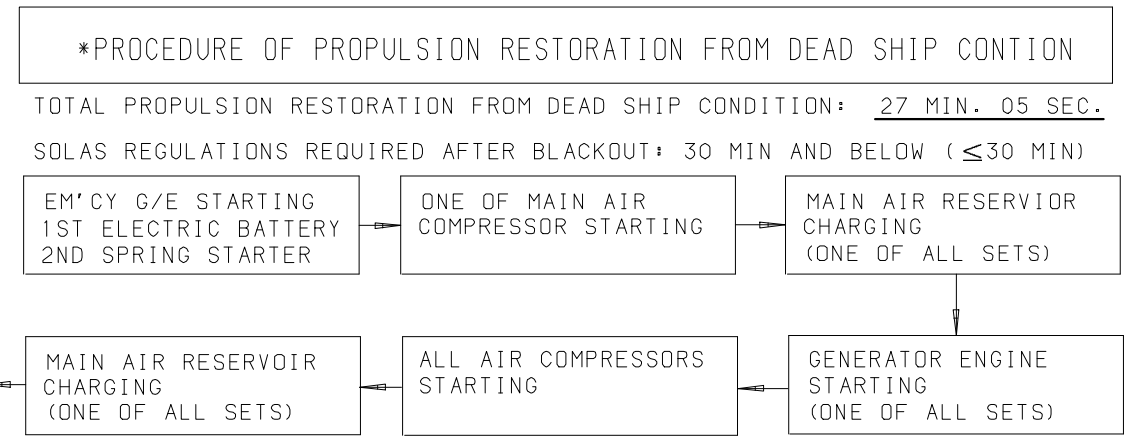 *PROCEDURE OF PROPULSION RESTORATION FROM DEAD SHIP CONTION
TOTAL PROPULSION RESTORATION FROM DEAD SHIP CONDITION: 27 MIN. 05 SEC.
SOLAS REGULATIONS REQUIRED AFTER BLACKOUT: 30 MIN AND BELOW (≤30 MIN)
EM'CY G/E STARTING
1ST ELECTRIC BATTERY
2ND SPRING STARTER
ONE OF MAIN AIR
COMPRESSOR STARTING
MAIN AIR RESERVIOR
CHARGING
(ONE OF ALL SETS)
GENERATOR ENGINE
STARTING
(ONE OF ALL SETS)
ALL AIR COMPRESSORS
STARTING
MAIN AIR RESERVOIR
CHARGING
(ONE OF ALL SETS)